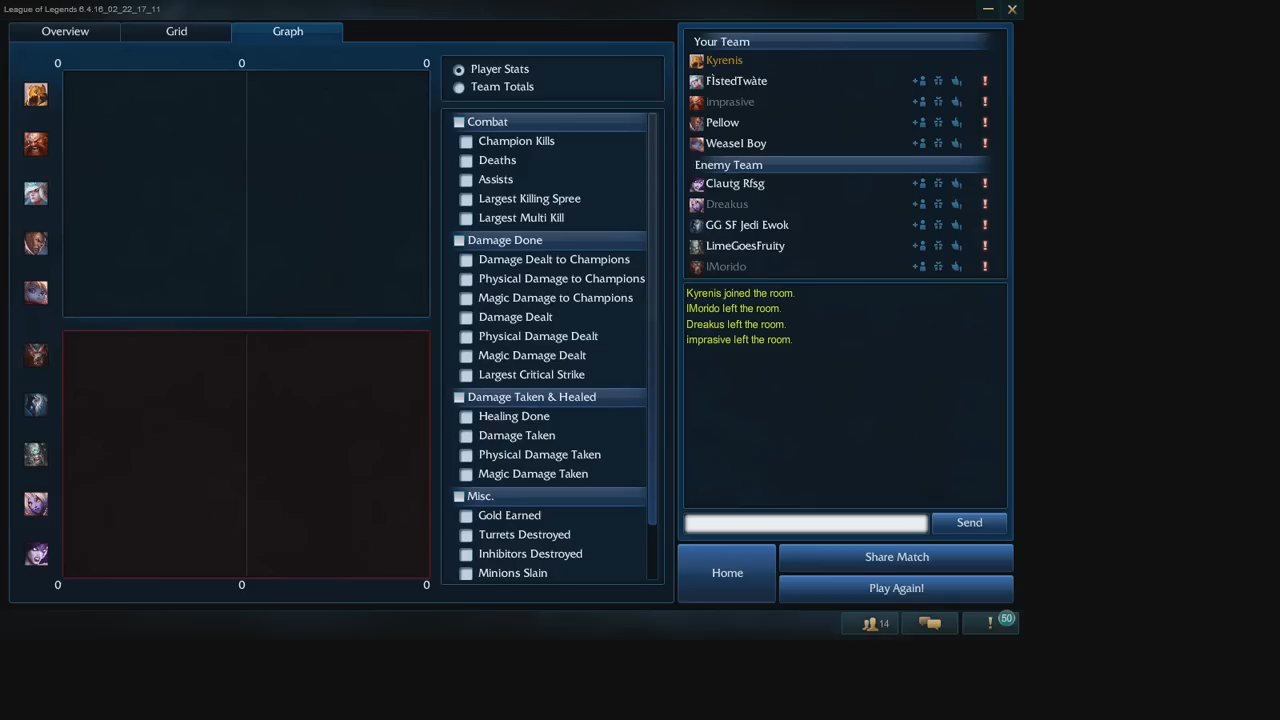 League of Legends 6.4.16_02_22_17_11
Overview
Grid
Graph
0 0 0
0 0 0
Player Stats
Team Totals
Combat
Champion Kills
Deaths
Assists
Largest Killing Spree
Largest Multi Kill
Damage Done
Damage Dealt to Champions
Physical Damage to Champions
Magic Damage to Champions
Damage Dealt
Physical Damage Dealt
Magic Damage Dealt
Largest Critical Strike
Damage Taken & Healed
Healing Done
Damage Taken
Physical Damage Taken
Magic Damage Taken
Misc.
Gold Earned
Turrets Destroyed
Inhibitors Destroyed
Minions Slain
Your Team
Kyrenis
FÌstedTwàte
imprasive
Pellow
Weasel Boy
Enemy Team
Clautg Rfsg
Dreakus
GG SF Jedi Ewok
LimeGoesFruity
lMorido
Kyrenis joined the room.
lMorido left the room.
Dreakus left the room.
imprasive left the room.
Send
Home
Share Match
Play Again!
14
50